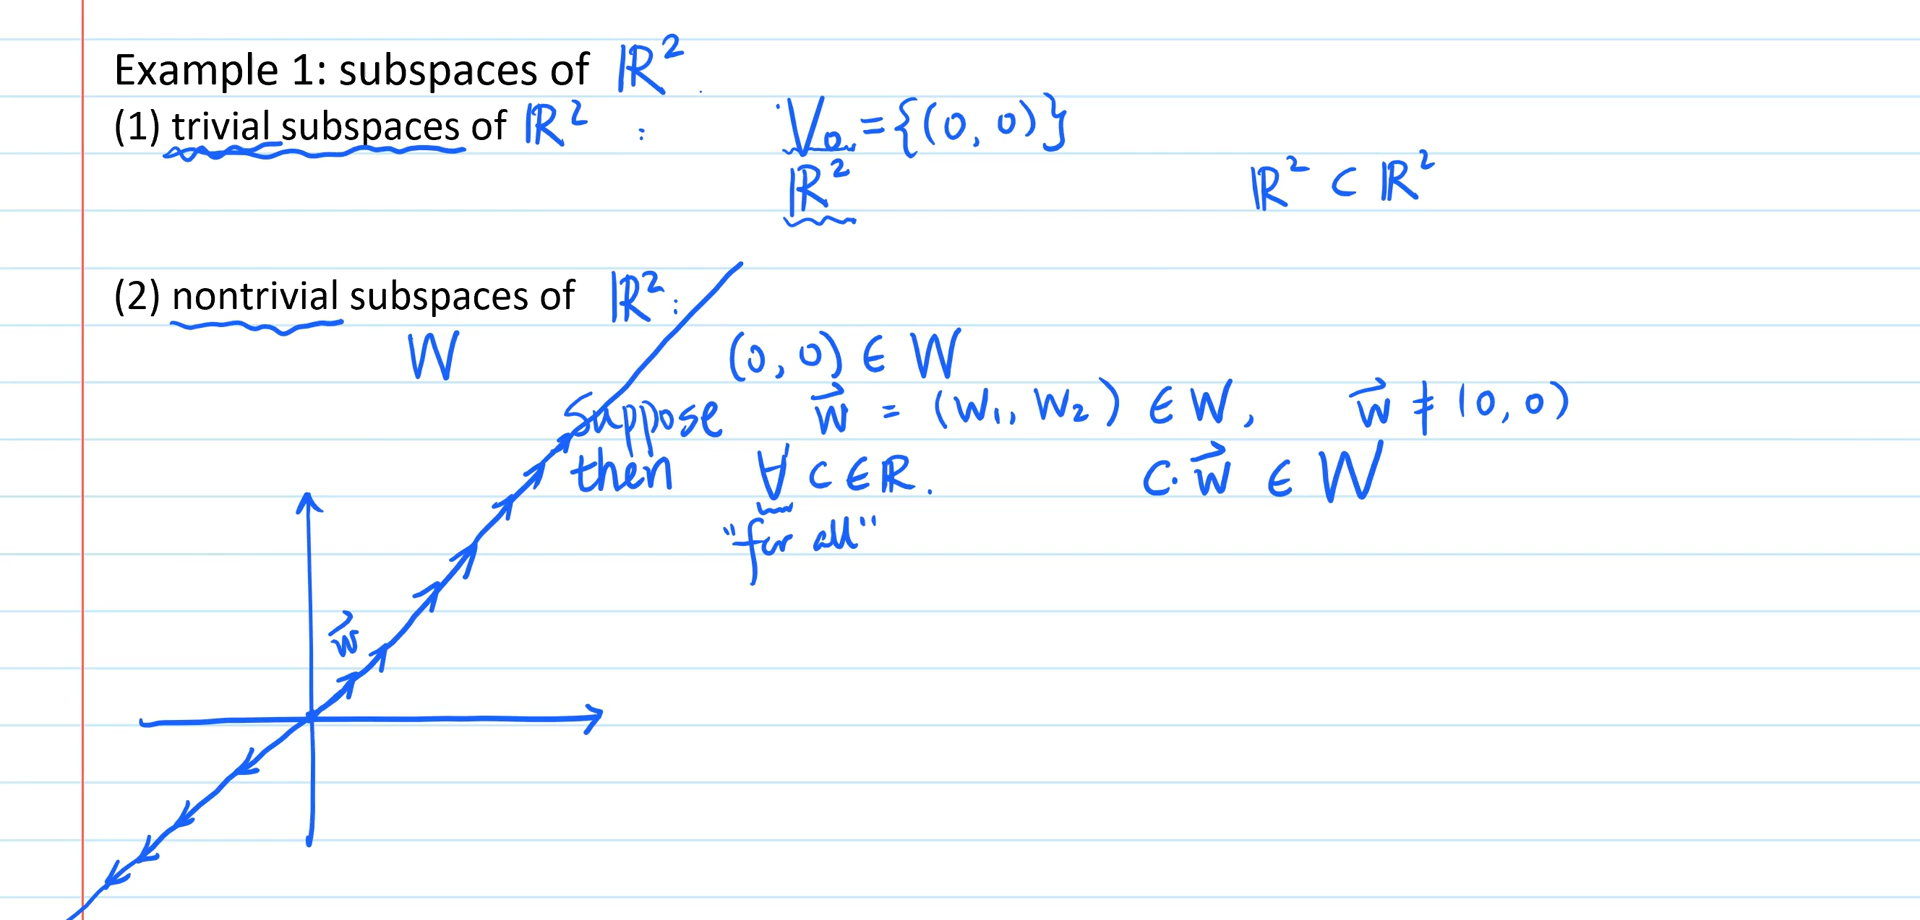 Example 1: subspaces of ℝ²
(1) trivial subspaces of ℝ² : V₀ = {(0, 0)}
ℝ² ℝ² ⊂ ℝ²
(2) nontrivial subspaces of ℝ² :
W (0, 0) ∈ W
Suppose w⃗ = (w₁, w₂) ∈ W, w⃗ ≠ (0, 0)
then ∀ c ∈ ℝ. c·w⃗ ∈ W
"for all"
w⃗